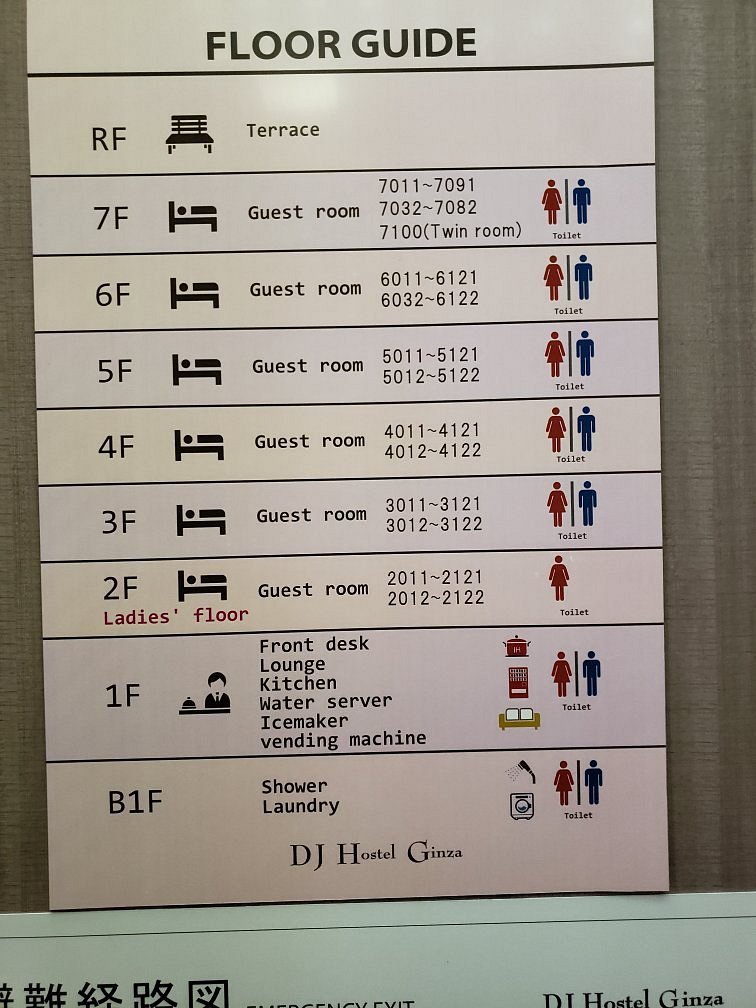 FLOOR GUIDE
RF Terrace
7F Guest room 7011~7091
7032~7082
7100(Twin room)
Toilet
6F Guest room 6011~6121
6032~6122
Toilet
5F Guest room 5011~5121
5012~5122
Toilet
4F Guest room 4011~4121
4012~4122
Toilet
3F Guest room 3011~3121
3012~3122
Toilet
2F Guest room 2011~2121
2012~2122
Ladies' floor
Toilet
1F
Front desk
Lounge
Kitchen
Water server
Icemaker
vending machine
IH
Toilet
B1F
Shower
Laundry
Toilet
DJ Hostel Ginza
避難経路図 EMERGENCY EXIT DJ Hostel Ginza